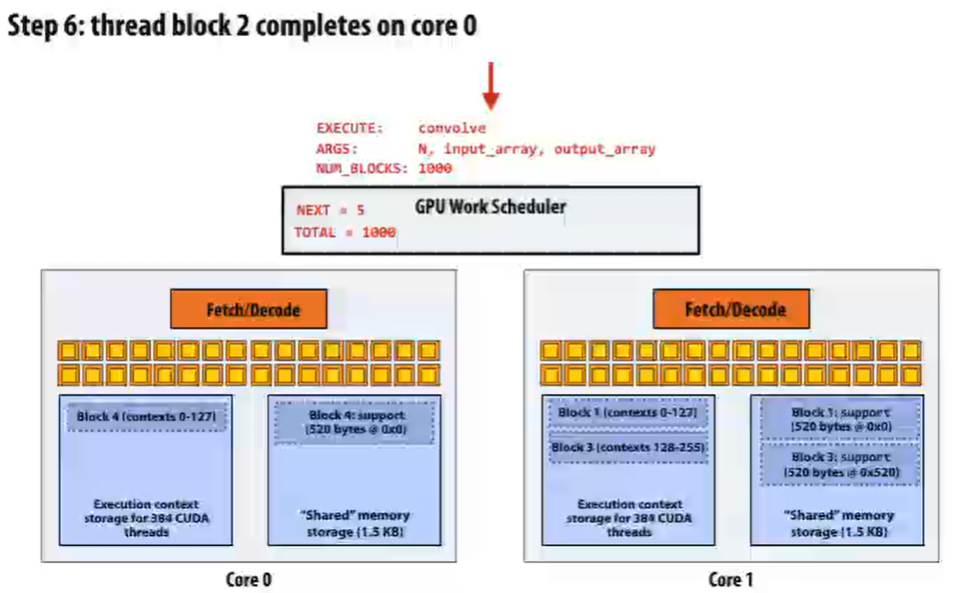 Step 6: thread block 2 completes on core 0
EXECUTE: convolve
ARGS: N, input_array, output_array
NUM_BLOCKS: 1000
NEXT = 5
GPU Work Scheduler
TOTAL = 1000
Fetch/Decode
Block 4 (contexts 0-127)
Block 4: support
(520 bytes @ 0x0)
Execution context
storage for 384 CUDA
threads
"Shared" memory
storage (1.5 KB)
Core 0
Fetch/Decode
Block 1 (contexts 0-127)
Block 3 (contexts 128-255)
Block 1: support
(520 bytes @ 0x0)
Block 3: support
(520 bytes @ 0x520)
Execution context
storage for 384 CUDA
threads
"Shared" memory
storage (1.5 KB)
Core 1